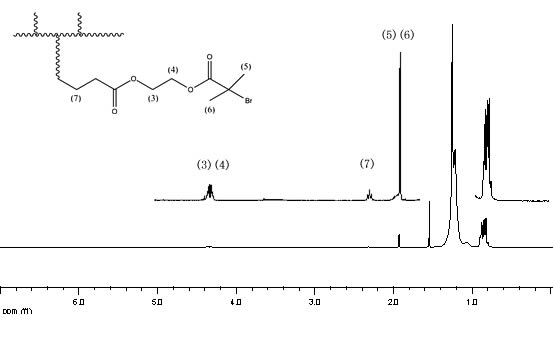 (5) (6)
O
(4)
(5)
O
O
Br
(7)
O
(3)
(6)
(3) (4)
(7)
6.0 5.0 4.0 3.0 2.0 1.0
ppm (f1)